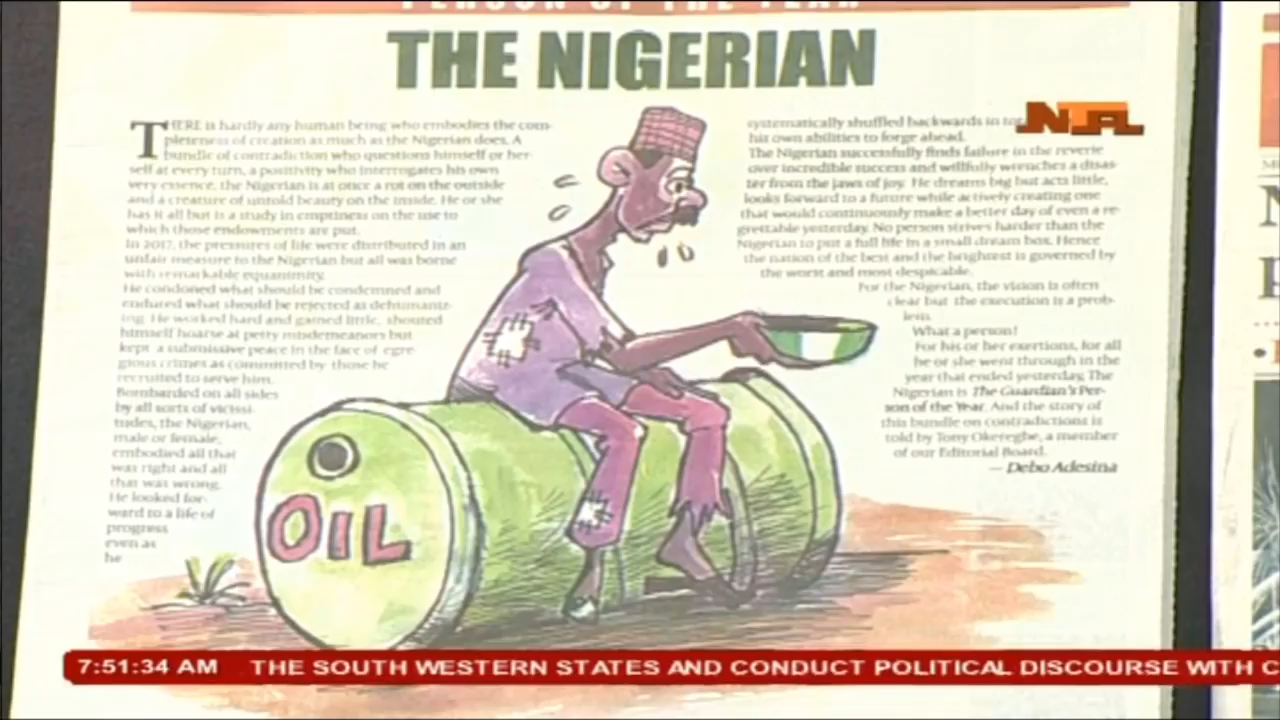 PERSON OF THE YEAR
THE NIGERIAN
THERE is hardly any human being who embodies the com-
pleteness of creation as much as the Nigerian does. A
bundle of contradiction who questions himself or her-
self at every turn, a positivity who interrogates his own
very essence, the Nigerian is at once a rot on the outside
and a creature of untold beauty on the inside. He or she
has it all but is a study in emptiness on the use to
which those endowments are put.
In 2017, the pressures of life were distributed in an
unfair measure to the Nigerian but all was borne
with remarkable equanimity.
He condoned what should be condemned and
endured what should be rejected as dehumaniz-
ing. He worked hard and gained little, shouted
himself hoarse at petty misdemeanors but
kept a submissive peace in the face of egre-
gious crimes as committed by those he
recruited to serve him.
Bombarded on all sides
by all sorts of vicissi-
tudes, the Nigerian,
male or female,
embodied all that
was right and all
that was wrong.
He looked for-
ward to a life of
progress
even as
he
systematically shuffled backwards in
his own abilities to forge ahead.
The Nigerian successfully finds failure in the reverie
over incredible success and willfully wrenches a disas-
ter from the jaws of joy. He dreams big but acts little,
looks forward to a future while actively creating one
that would continuously make a better day of even a re-
grettable yesterday. No person strives harder than the
Nigerian to put a full life in a small dream box. Hence
the nation of the best and the brightest is governed by
the worst and most despicable.
For the Nigerian, the vision is often
clear but the execution is a prob-
lem.
What a person!
For his or her exertions, for all
he or she went through in the
year that ended yesterday, The
Nigerian is The Guardian's Per-
son of the Year. And the story of
this bundle on contradictions is
told by Tony Okeregbe, a member
of our Editorial Board.
— Debo Adesina
NTA
OIL
7:51:34 AM THE SOUTH WESTERN STATES AND CONDUCT POLITICAL DISCOURSE WITH C